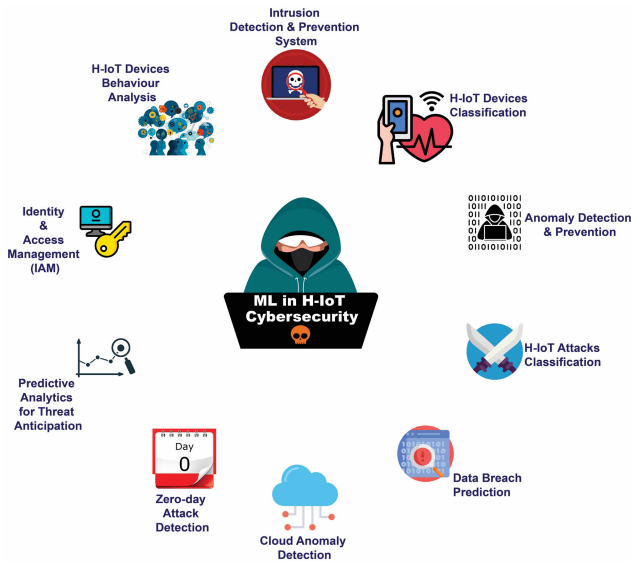 Intrusion
Detection & Prevention
System
H-IoT Devices
Behaviour
Analysis
H-IoT Devices
Classification
Identity
&
Access
Management
(IAM)
Anomaly Detection
& Prevention
ML in H-IoT
Cybersecurity
H-IoT Attacks
Classification
Predictive
Analytics
for Threat
Anticipation
Day
0
Zero-day
Attack
Detection
Data Breach
Prediction
Cloud Anomaly
Detection